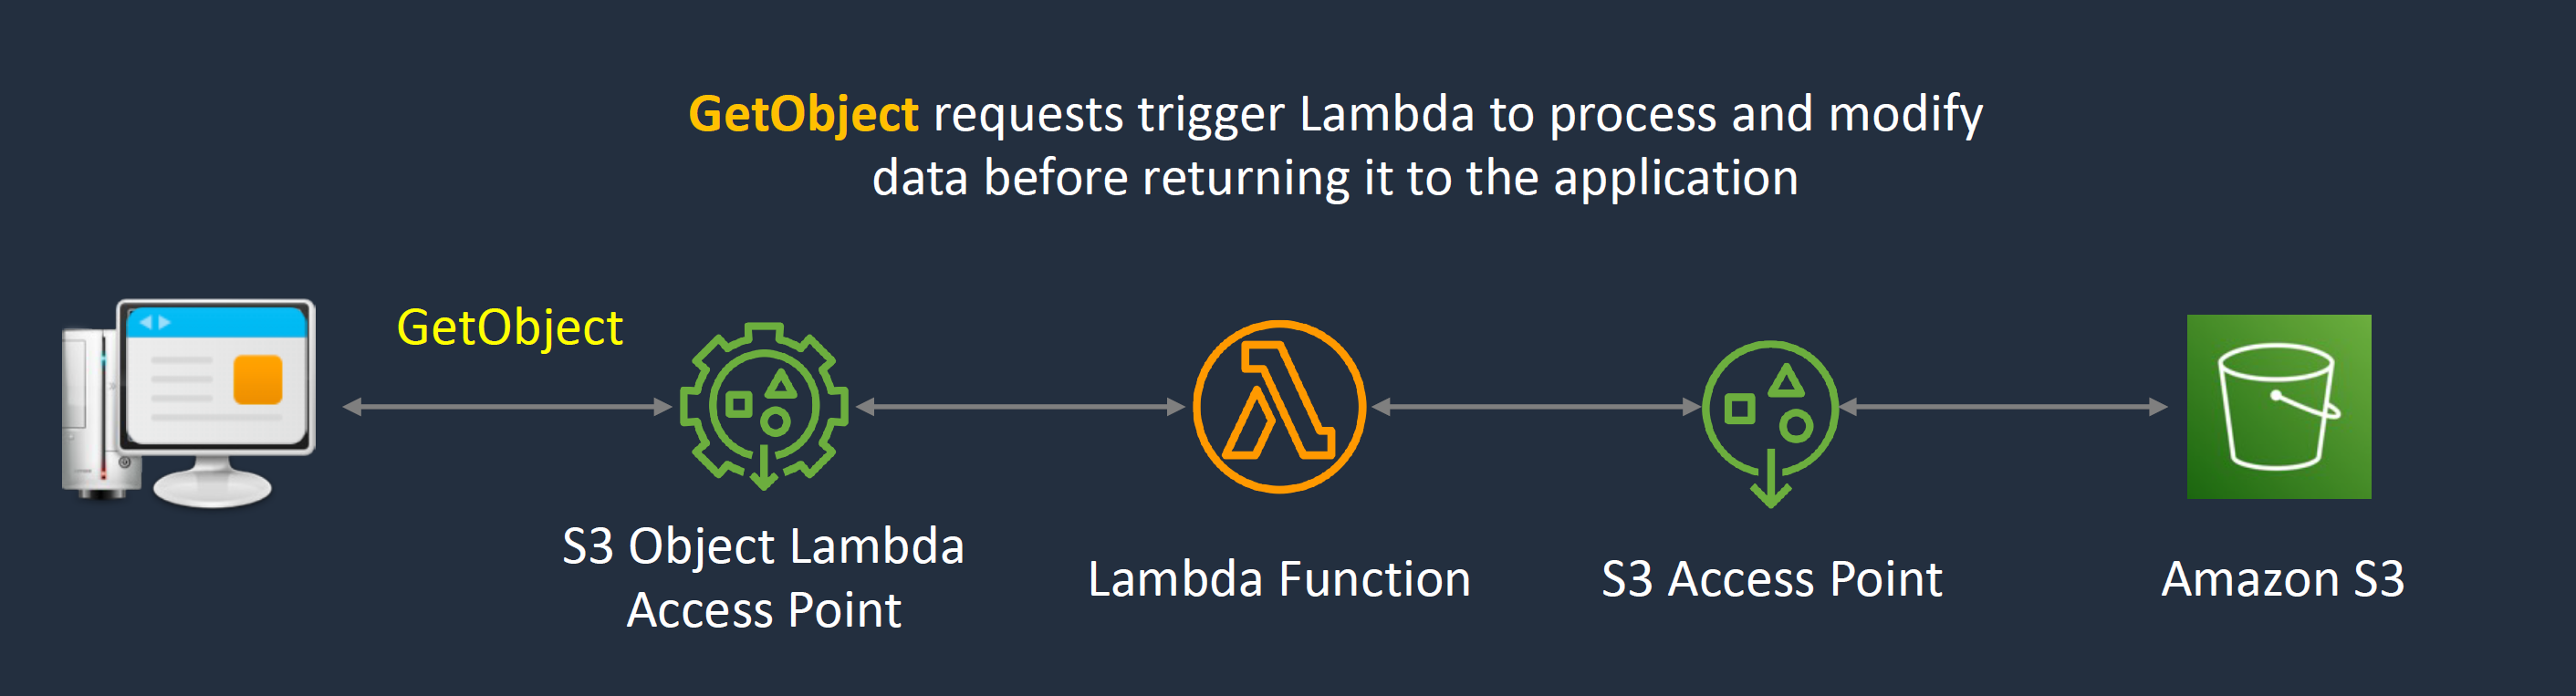 GetObject requests trigger Lambda to process and modify
data before returning it to the application
GetObject
S3 Object Lambda
Access Point
Lambda Function
S3 Access Point
Amazon S3